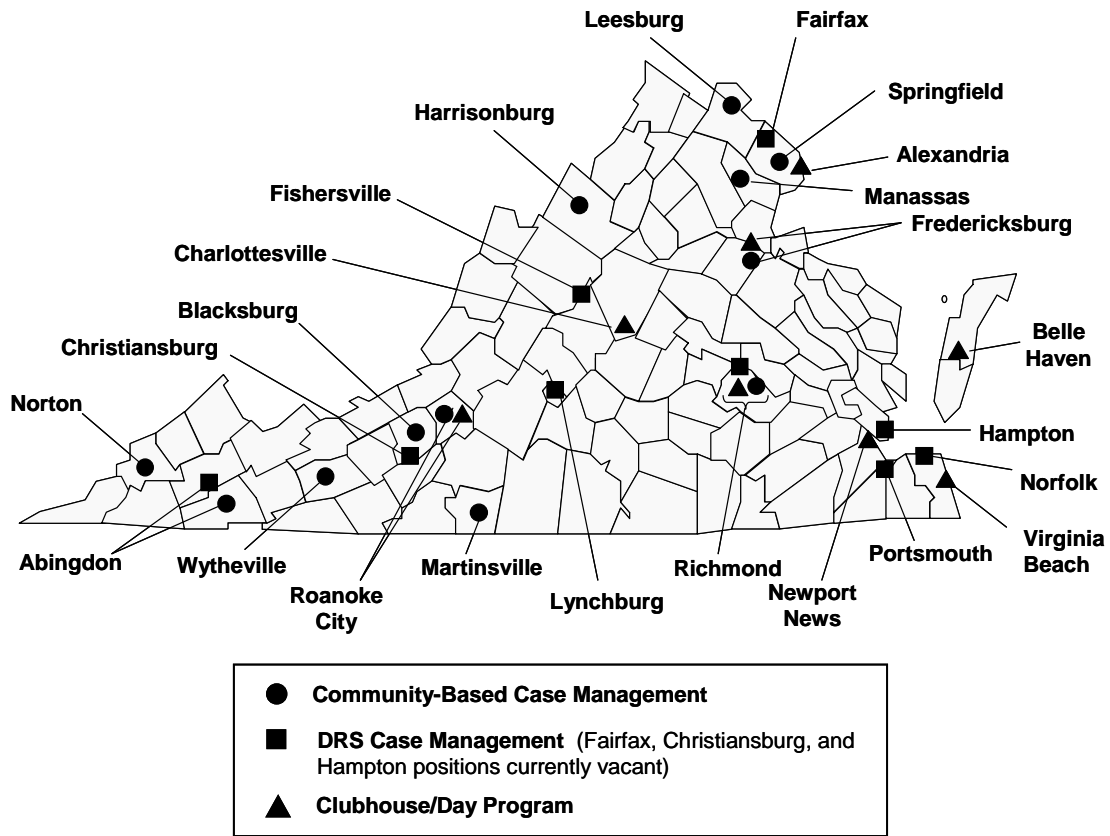 Leesburg
Fairfax
Springfield
Harrisonburg
Alexandria
Fishersville
Manassas
Fredericksburg
Charlottesville
Blacksburg
Christiansburg
Belle
Haven
Norton
Hampton
Norfolk
Abingdon
Wytheville
Martinsville
Richmond
Portsmouth
Virginia
Beach
Roanoke
City
Lynchburg
Newport
News
Community-Based Case Management
DRS Case Management (Fairfax, Christiansburg, and
Hampton positions currently vacant)
Clubhouse/Day Program